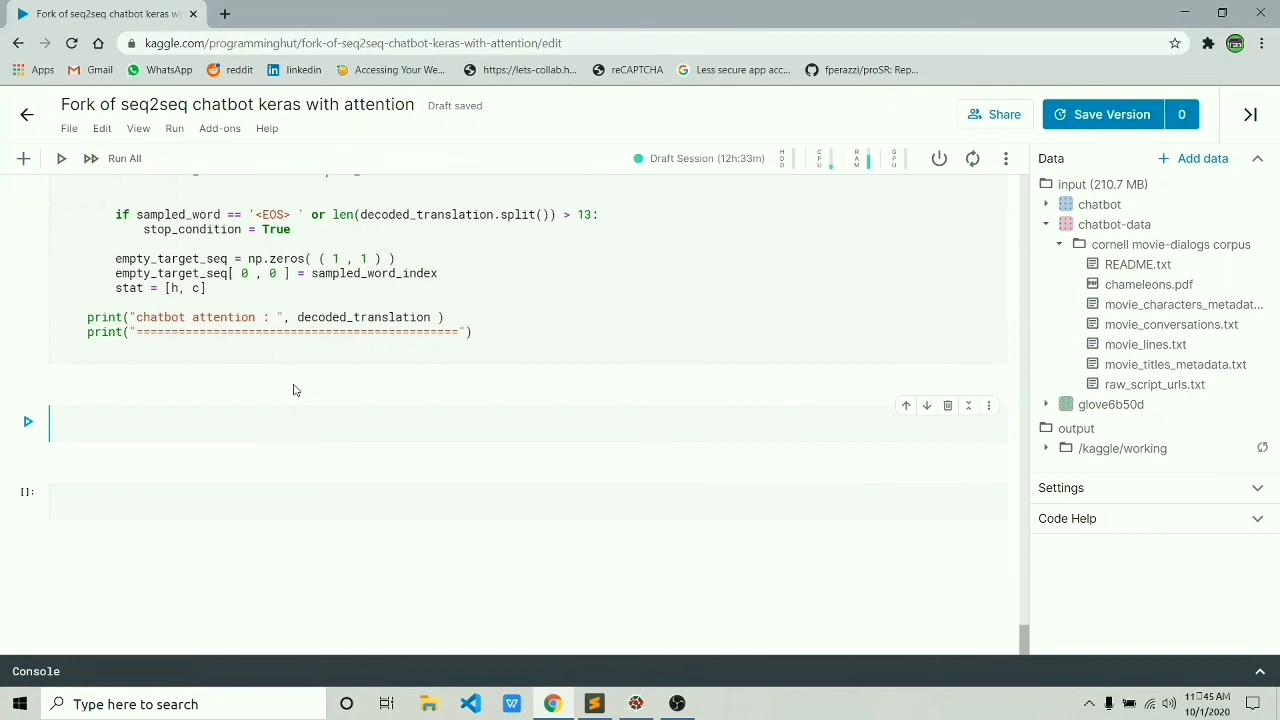 Fork of seq2seq chatbot keras wi
kaggle.com/programminghut/fork-of-seq2seq-chatbot-keras-with-attention/edit
Apps Gmail WhatsApp reddit linkedin Accessing Your We... https://lets-collab.h... reCAPTCHA Less secure app acc... fperazzi/proSR: Rep...
Fork of seq2seq chatbot keras with attention Draft saved
File Edit View Run Add-ons Help
Share
Save Version 0
Run All
Draft Session (12h:33m)
HDD CPU RAM GPU
if sampled_word == '<EOS> ' or len(decoded_translation.split()) > 13:
stop_condition = True
empty_target_seq = np.zeros( ( 1 , 1 ) )
empty_target_seq[ 0 , 0 ] = sampled_word_index
stat = [h, c]
print("chatbot attention : ", decoded_translation )
print("==============================================")
[]:
Data
+ Add data
input (210.7 MB)
chatbot
chatbot-data
cornell movie-dialogs corpus
README.txt
chameleons.pdf
movie_characters_metadat...
movie_conversations.txt
movie_lines.txt
movie_titles_metadata.txt
raw_script_urls.txt
glove6b50d
output
/kaggle/working
Settings
Code Help
Console
Type here to search
10/1/2020